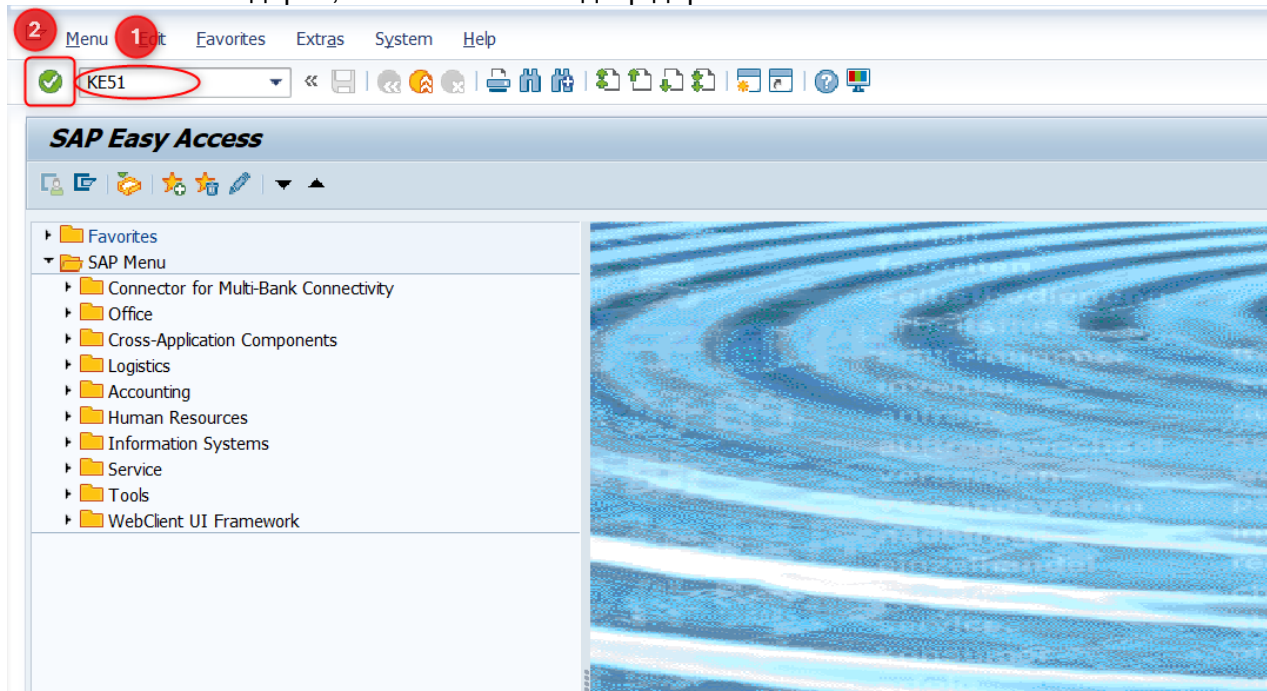 2 1
Menu Edit Favorites Extras System Help
KE51
SAP Easy Access
Favorites
SAP Menu
Connector for Multi-Bank Connectivity
Office
Cross-Application Components
Logistics
Accounting
Human Resources
Information Systems
Service
Tools
WebClient UI Framework